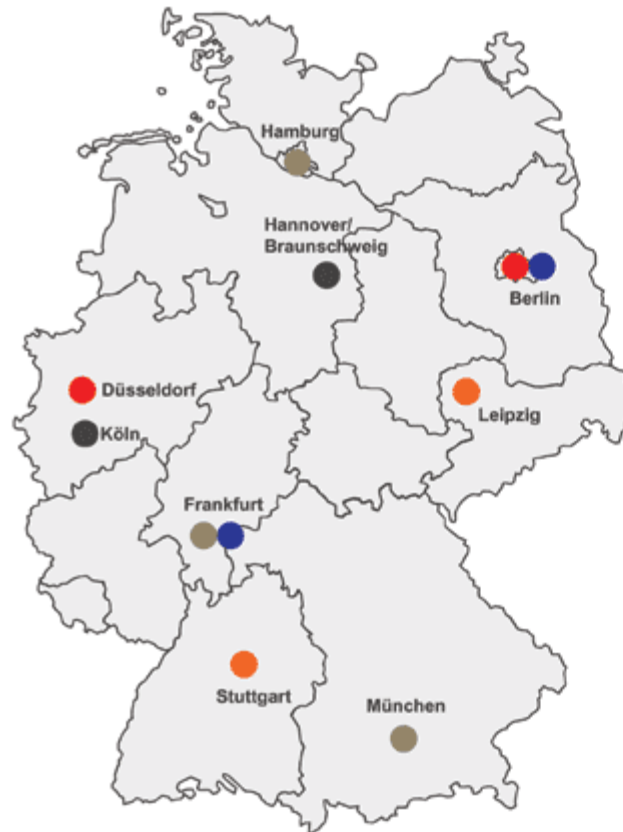 Hamburg
Hannover/
Braunschweig
Berlin
Düsseldorf
Leipzig
Köln
Frankfurt
Stuttgart
München